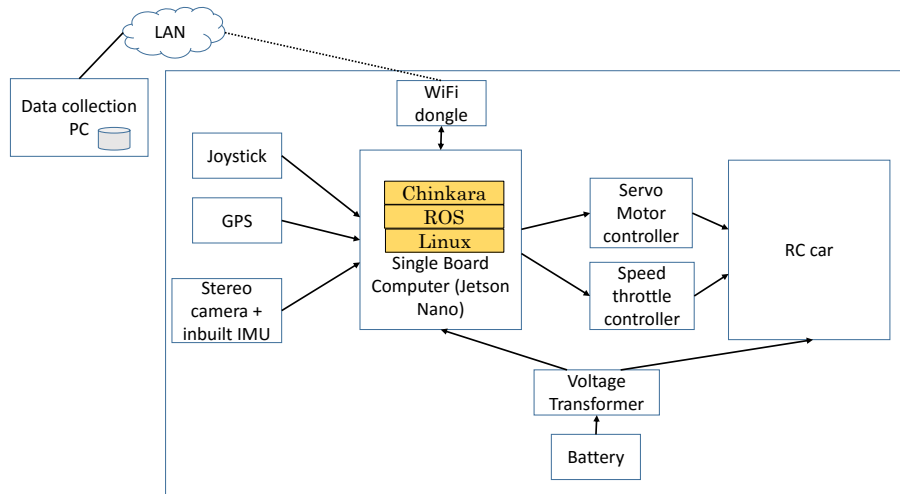 LAN
Data collection
PC
WiFi
dongle
Joystick
GPS
Stereo
camera +
inbuilt IMU
Chinkara
ROS
Linux
Single Board
Computer (Jetson
Nano)
Servo
Motor
controller
Speed
throttle
controller
RC car
Voltage
Transformer
Battery